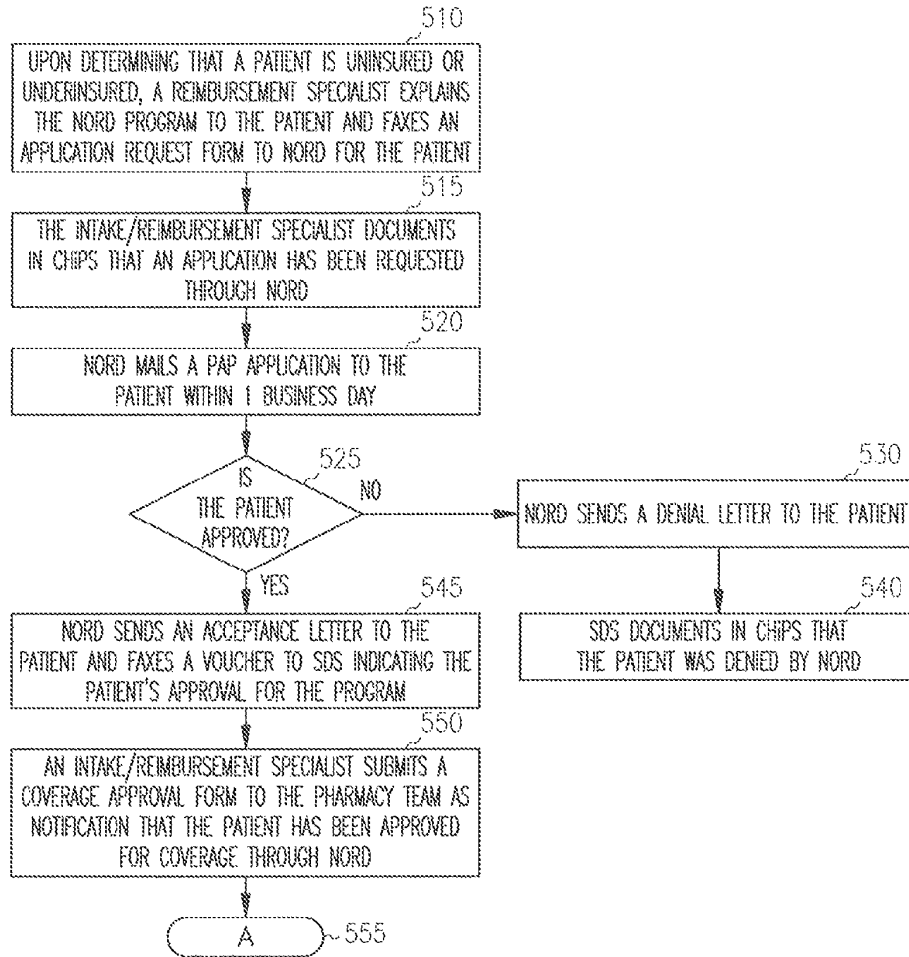 510
UPON DETERMINING THAT A PATIENT IS UNINSURED OR
UNDERINSURED, A REIMBURSEMENT SPECIALIST EXPLAINS
THE NORD PROGRAM TO THE PATIENT AND FAXES AN
APPLICATION REQUEST FORM TO NORD FOR THE PATIENT
515
THE INTAKE/REIMBURSEMENT SPECIALIST DOCUMENTS
IN CHIPS THAT AN APPLICATION HAS BEEN REQUESTED
THROUGH NORD
520
NORD MAILS A PAP APPLICATION TO THE
PATIENT WITHIN 1 BUSINESS DAY
525
IS
THE PATIENT
APPROVED?
NO
530
NORD SENDS A DENIAL LETTER TO THE PATIENT
540
SDS DOCUMENTS IN CHIPS THAT
THE PATIENT WAS DENIED BY NORD
YES
545
NORD SENDS AN ACCEPTANCE LETTER TO THE
PATIENT AND FAXES A VOUCHER TO SDS INDICATING THE
PATIENT'S APPROVAL FOR THE PROGRAM
550
AN INTAKE/REIMBURSEMENT SPECIALIST SUBMITS A
COVERAGE APPROVAL FORM TO THE PHARMACY TEAM AS
NOTIFICATION THAT THE PATIENT HAS BEEN APPROVED
FOR COVERAGE THROUGH NORD
A
555